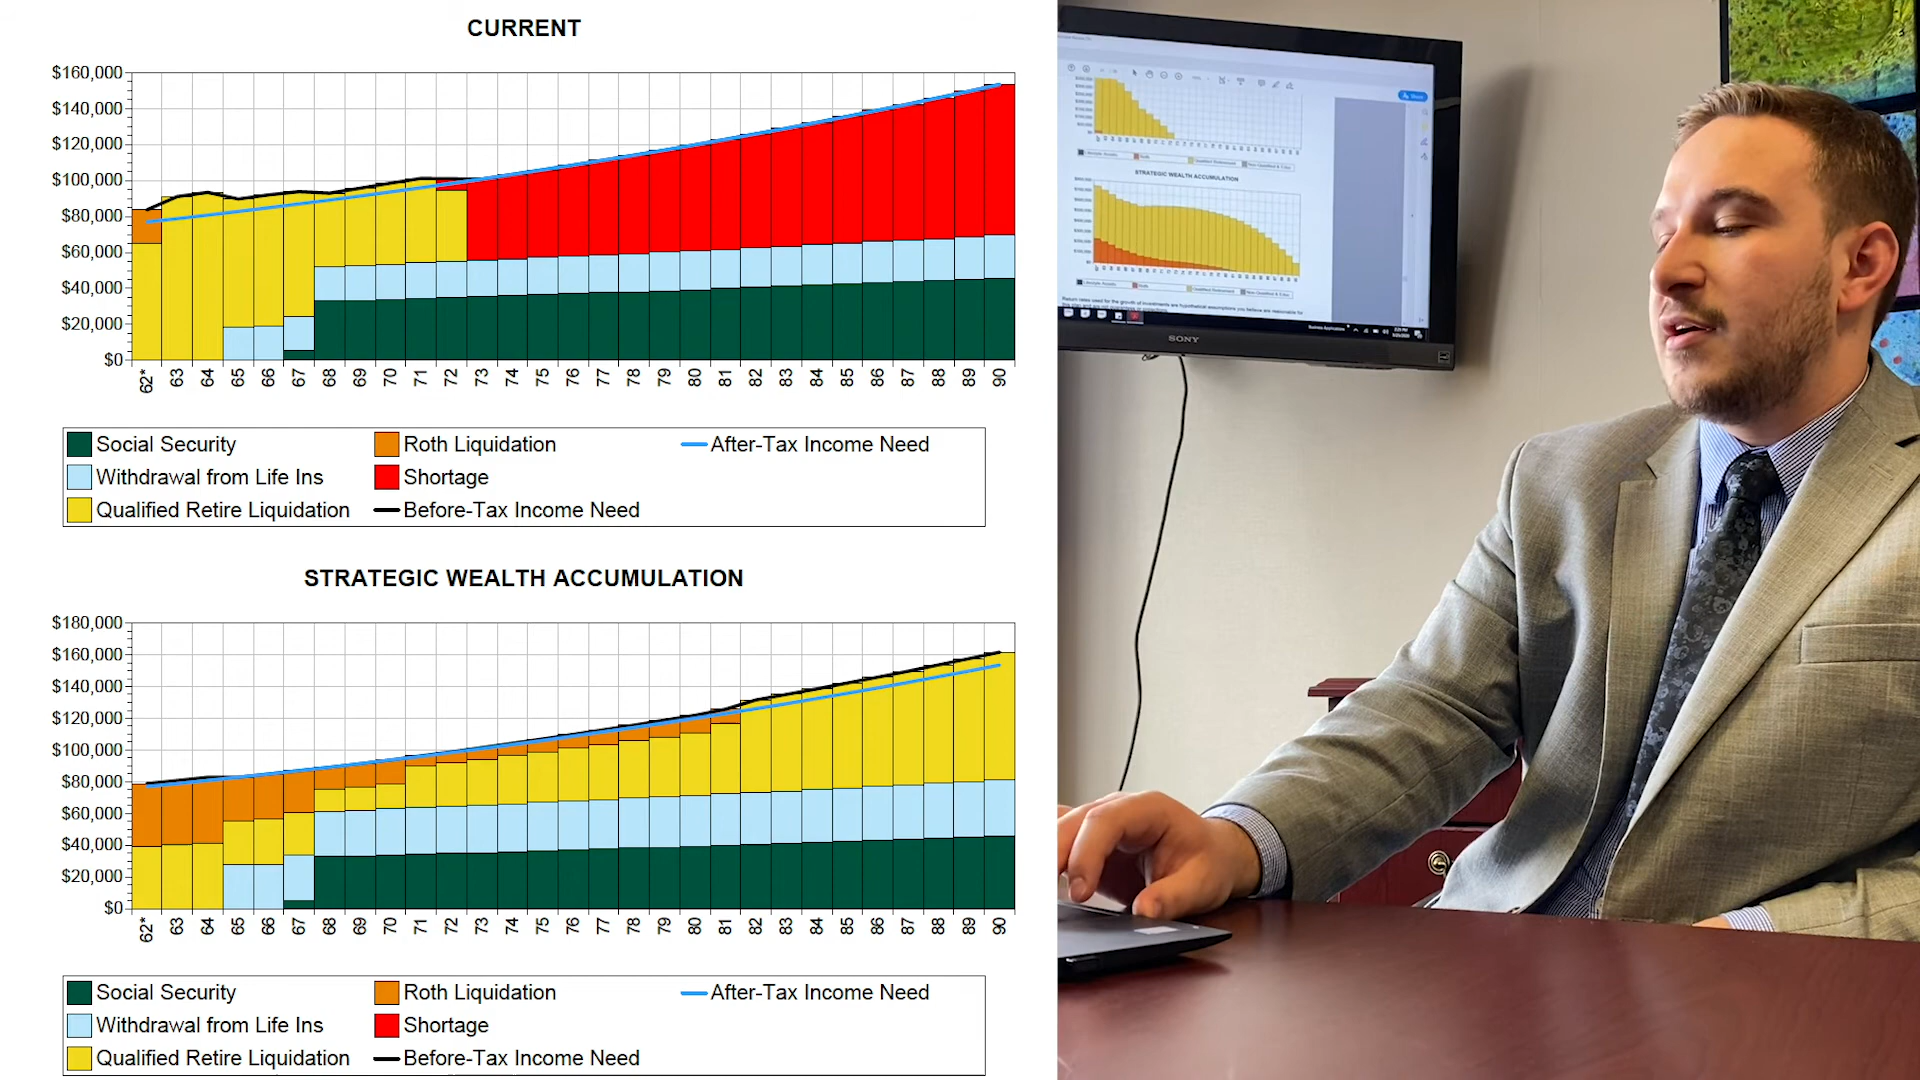 CURRENT
$160,000
$140,000
$120,000
$100,000
$80,000
$60,000
$40,000
$20,000
$0
62* 63 64 65 66 67 68 69 70 71 72 73 74 75 76 77 78 79 80 81 82 83 84 85 86 87 88 89 90
Social Security Roth Liquidation After-Tax Income Need
Withdrawal from Life Ins Shortage
Qualified Retire Liquidation Before-Tax Income Need
STRATEGIC WEALTH ACCUMULATION
$180,000
$160,000
$140,000
$120,000
$100,000
$80,000
$60,000
$40,000
$20,000
$0
62* 63 64 65 66 67 68 69 70 71 72 73 74 75 76 77 78 79 80 81 82 83 84 85 86 87 88 89 90
Social Security Roth Liquidation After-Tax Income Need
Withdrawal from Life Ins Shortage
Qualified Retire Liquidation Before-Tax Income Need
Share
STRATEGIC WEALTH ACCUMULATION
SONY